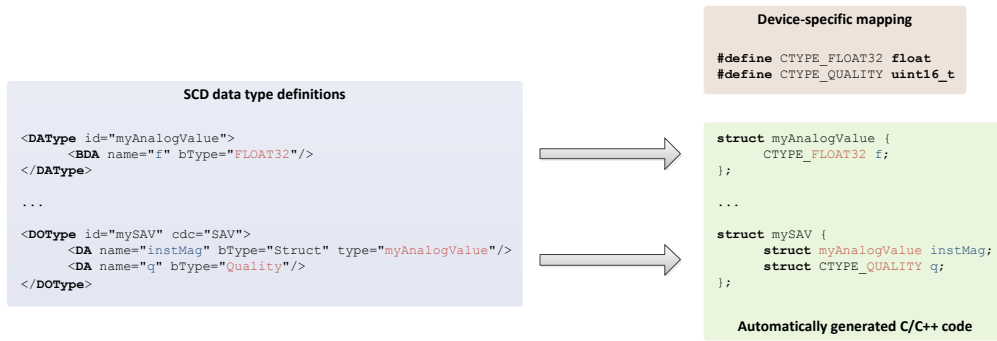 Device-specific mapping
#define CTYPE_FLOAT32 float
#define CTYPE_QUALITY uint16_t
SCD data type definitions
<DAType id="myAnalogValue">
<BDA name="f" bType="FLOAT32"/>
</DAType>
...
<DOType id="mySAV" cdc="SAV">
<DA name="instMag" bType="Struct" type="myAnalogValue"/>
<DA name="q" bType="Quality"/>
</DOType>
struct myAnalogValue {
CTYPE_FLOAT32 f;
};
...
struct mySAV {
struct myAnalogValue instMag;
struct CTYPE_QUALITY q;
};
Automatically generated C/C++ code